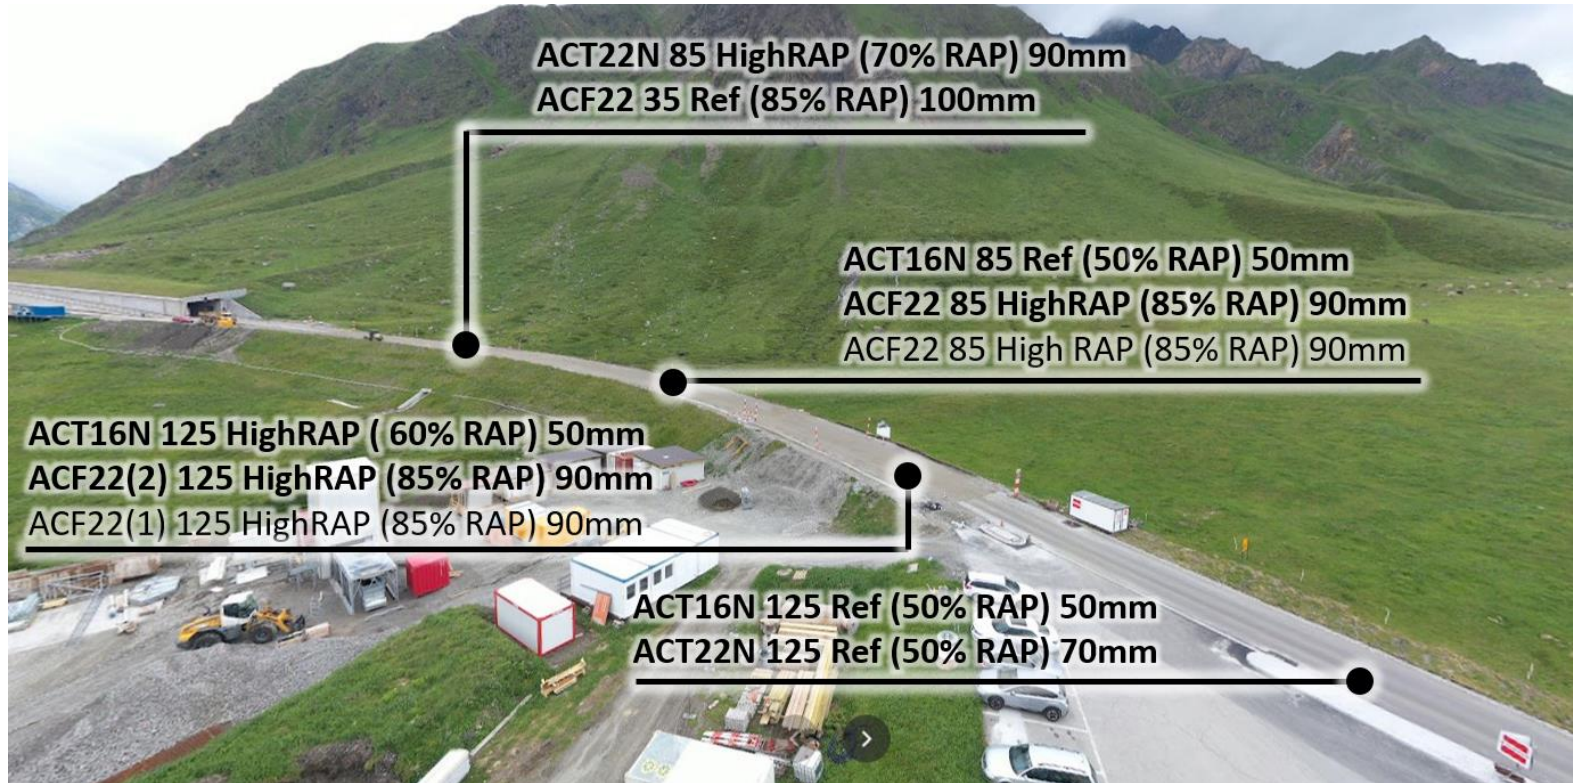 ACT22N 85 HighRAP (70% RAP) 90mm
ACF22 35 Ref (85% RAP) 100mm
ACT16N 85 Ref (50% RAP) 50mm
ACF22 85 HighRAP (85% RAP) 90mm
ACF22 85 High RAP (85% RAP) 90mm
ACT16N 125 HighRAP ( 60% RAP) 50mm
ACF22(2) 125 HighRAP (85% RAP) 90mm
ACF22(1) 125 HighRAP (85% RAP) 90mm
ACT16N 125 Ref (50% RAP) 50mm
ACT22N 125 Ref (50% RAP) 70mm